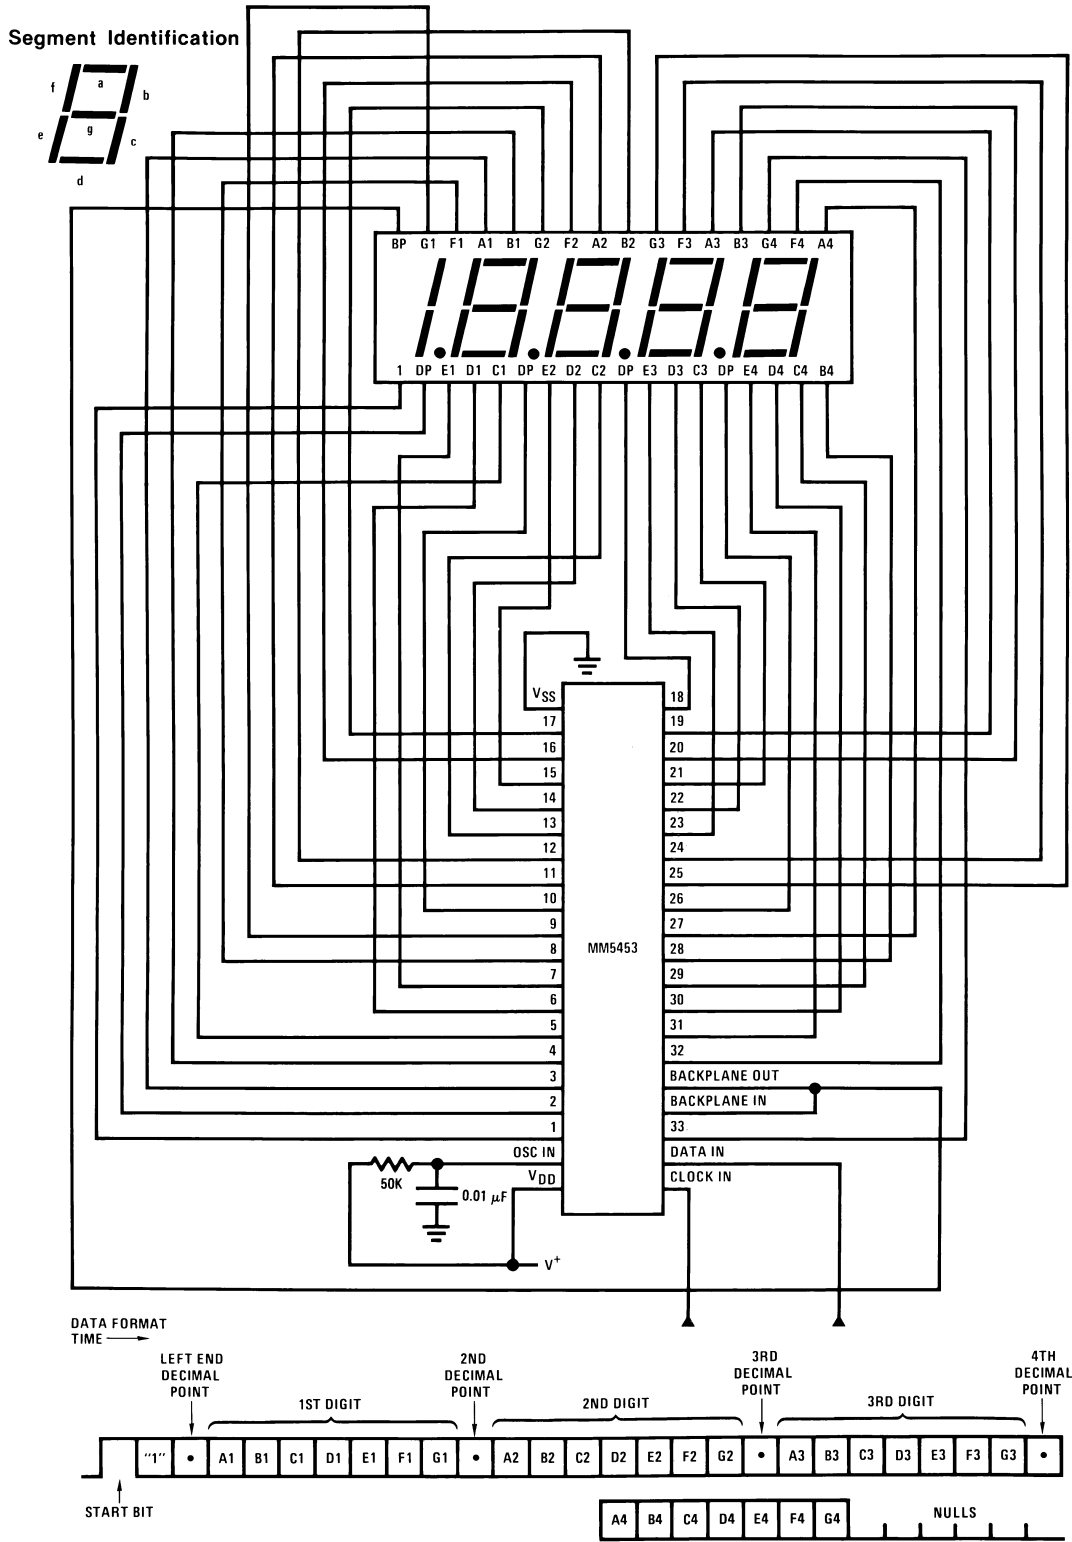 Segment Identification
a
f
b
g
e
c
d
BP G1 F1 A1 B1 G2 F2 A2 B2 G3 F3 A3 B3 G4 F4 A4
1 DP E1 D1 C1 DP E2 D2 C2 DP E3 D3 C3 DP E4 D4 C4 B4
VSS 18
17 19
16 20
15 21
14 22
13 23
12 24
11 25
10 26
9 27
8 MM5453 28
7 29
6 30
5 31
4 32
3 BACKPLANE OUT
2 BACKPLANE IN
1 33
OSC IN DATA IN
VDD CLOCK IN
50K
0.01 μF
V+
DATA FORMAT
TIME
LEFT END
DECIMAL
POINT
2ND
DECIMAL
POINT
3RD
DECIMAL
POINT
4TH
DECIMAL
POINT
1ST DIGIT 2ND DIGIT 3RD DIGIT
"1" • A1 B1 C1 D1 E1 F1 G1 • A2 B2 C2 D2 E2 F2 G2 • A3 B3 C3 D3 E3 F3 G3 •
START BIT
A4 B4 C4 D4 E4 F4 G4 NULLS